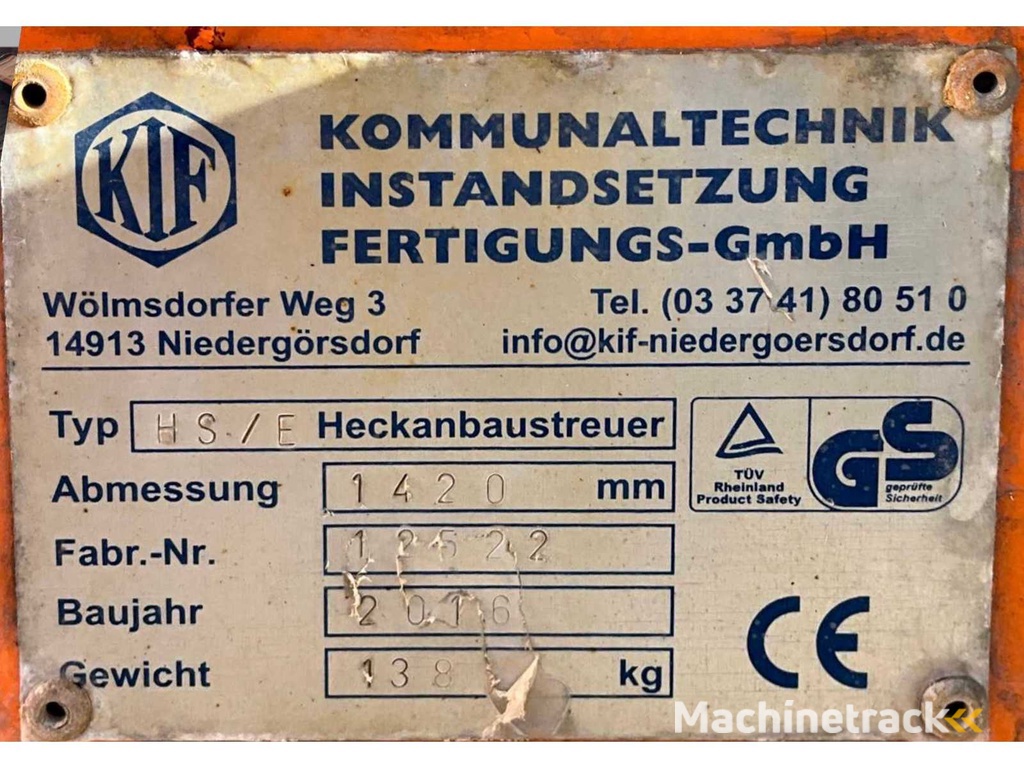 KIF
KOMMUNALTECHNIK
INSTANDSETZUNG
FERTIGUNGS-GmbH
Wölmsdorfer Weg 3
Tel. (03 37 41) 80 51 0
14913 Niedergörsdorf
info@kif-niedergoersdorf.de
Typ HS/E Heckanbaustreuer
Abmessung 1420 mm
Fabr.-Nr. 12522
Baujahr 2016
Gewicht 138 kg
TÜV
Rheinland
Product Safety
GS
geprüfte
Sicherheit
CE
Machinetrack